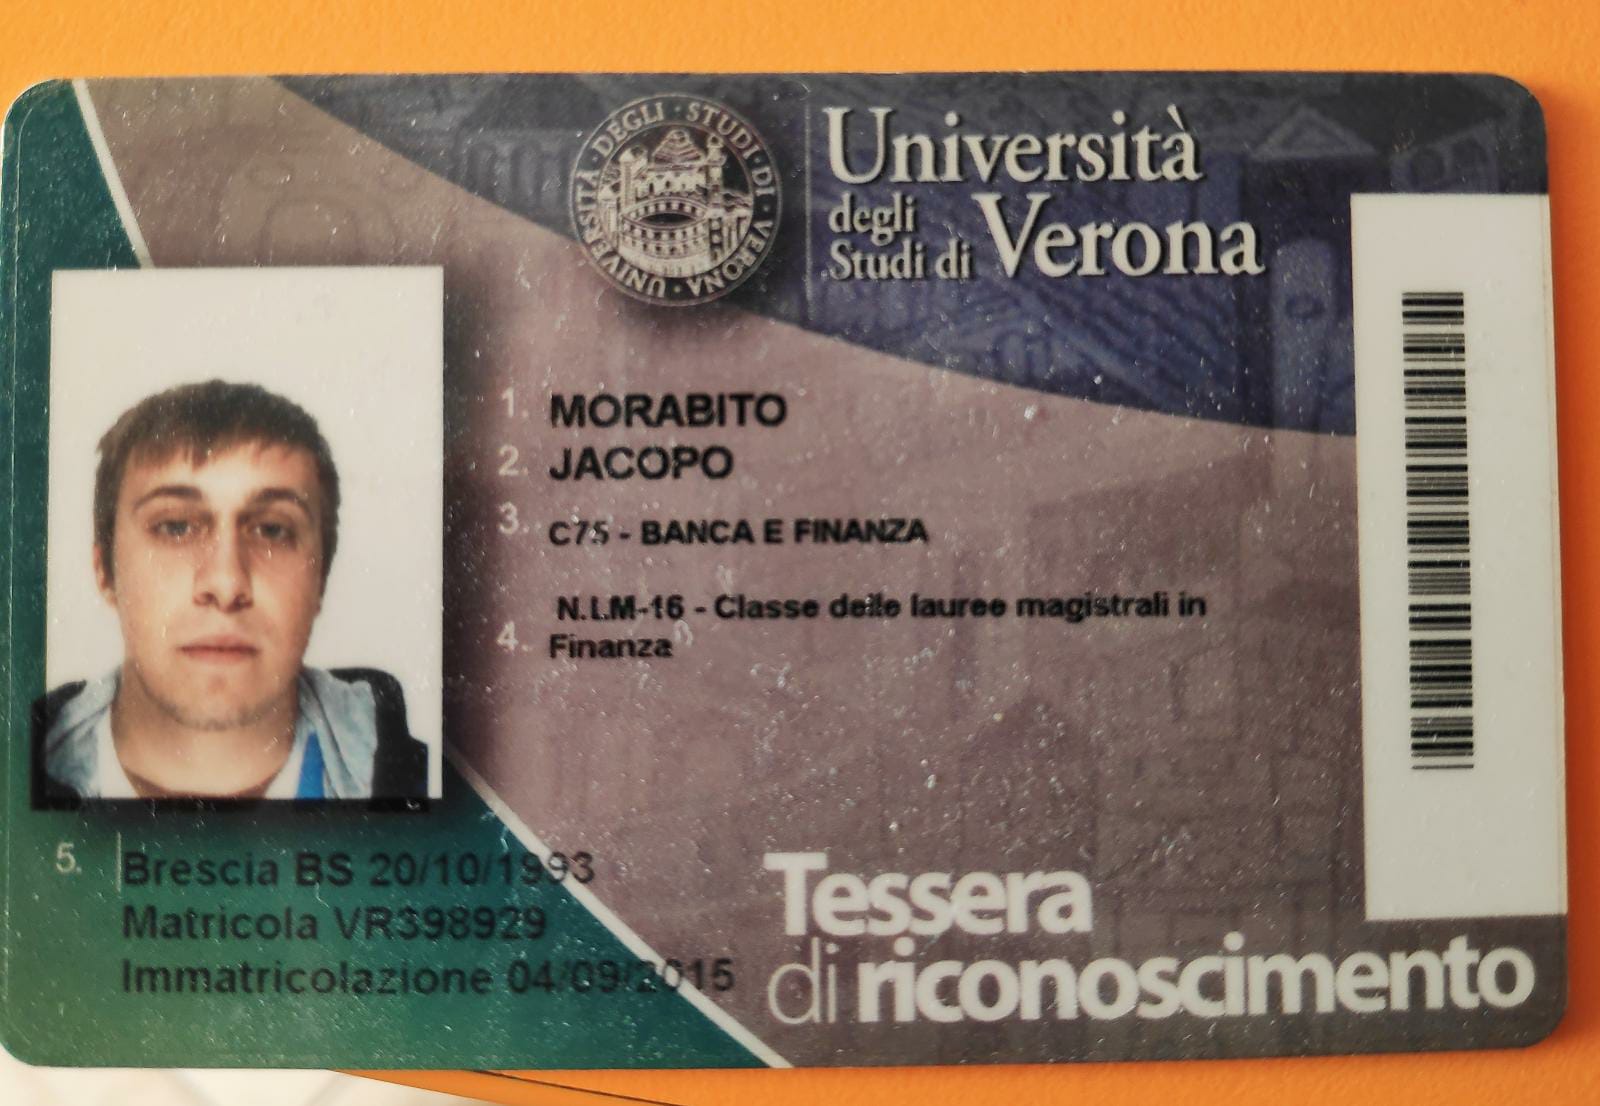 UNIVERSITÀ · DEGLI · STUDI · DI · VERONA ·
Università
degli
Studi di Verona
1. MORABITO
2. JACOPO
3. C75 - BANCA E FINANZA
N.LM-16 - Classe delle lauree magistrali in
4. Finanza
5. Brescia BS 20/10/1993
Matricola VR398929
Immatricolazione 04/09/2015
Tessera
di riconoscimento